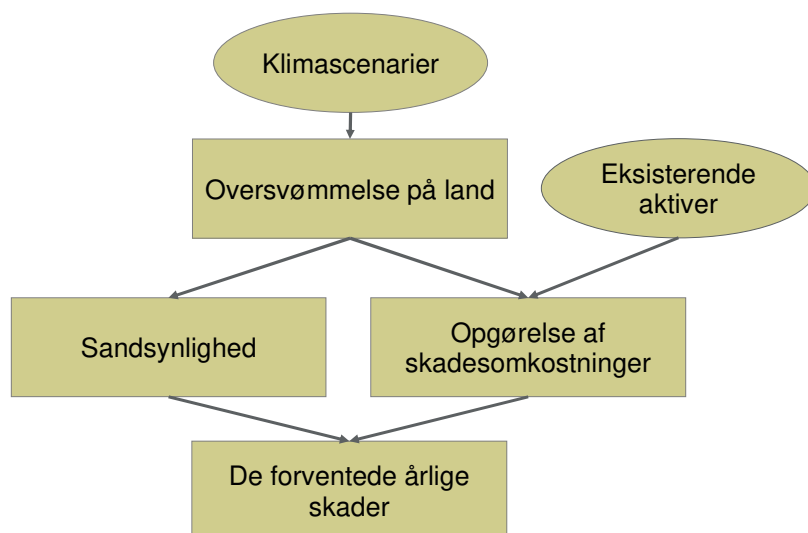 Klimascenarier
Oversvømmelse på land
Eksisterende
aktiver
Sandsynlighed
Opgørelse af
skadesomkostninger
De forventede årlige
skader